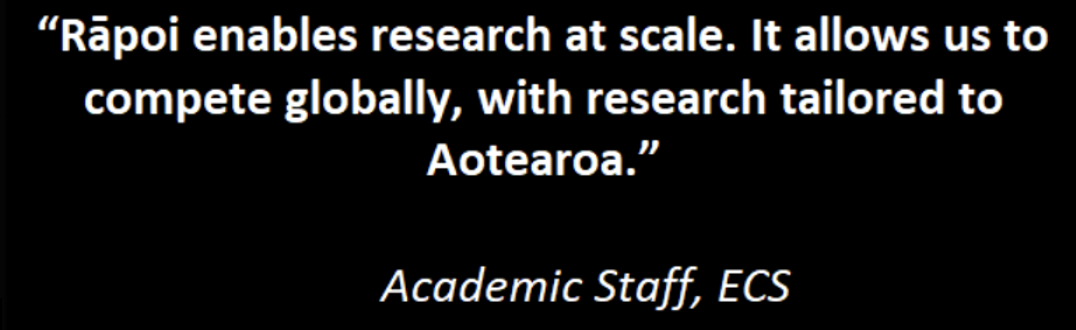 “Rāpoi enables research at scale. It allows us to
compete globally, with research tailored to
Aotearoa.”
Academic Staff, ECS